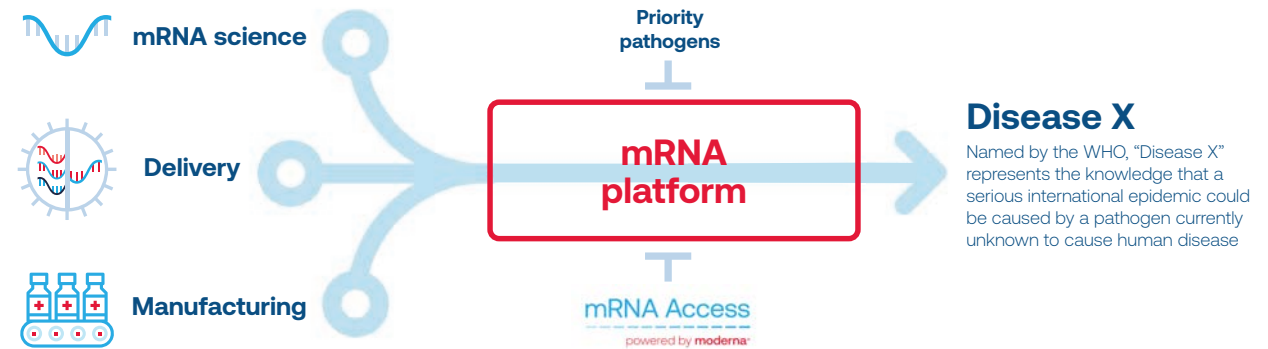 mRNA science
Delivery
Manufacturing
Priority
pathogens
mRNA
platform
mRNA Access
powered by moderna
Disease X
Named by the WHO, “Disease X”
represents the knowledge that a
serious international epidemic could
be caused by a pathogen currently
unknown to cause human disease